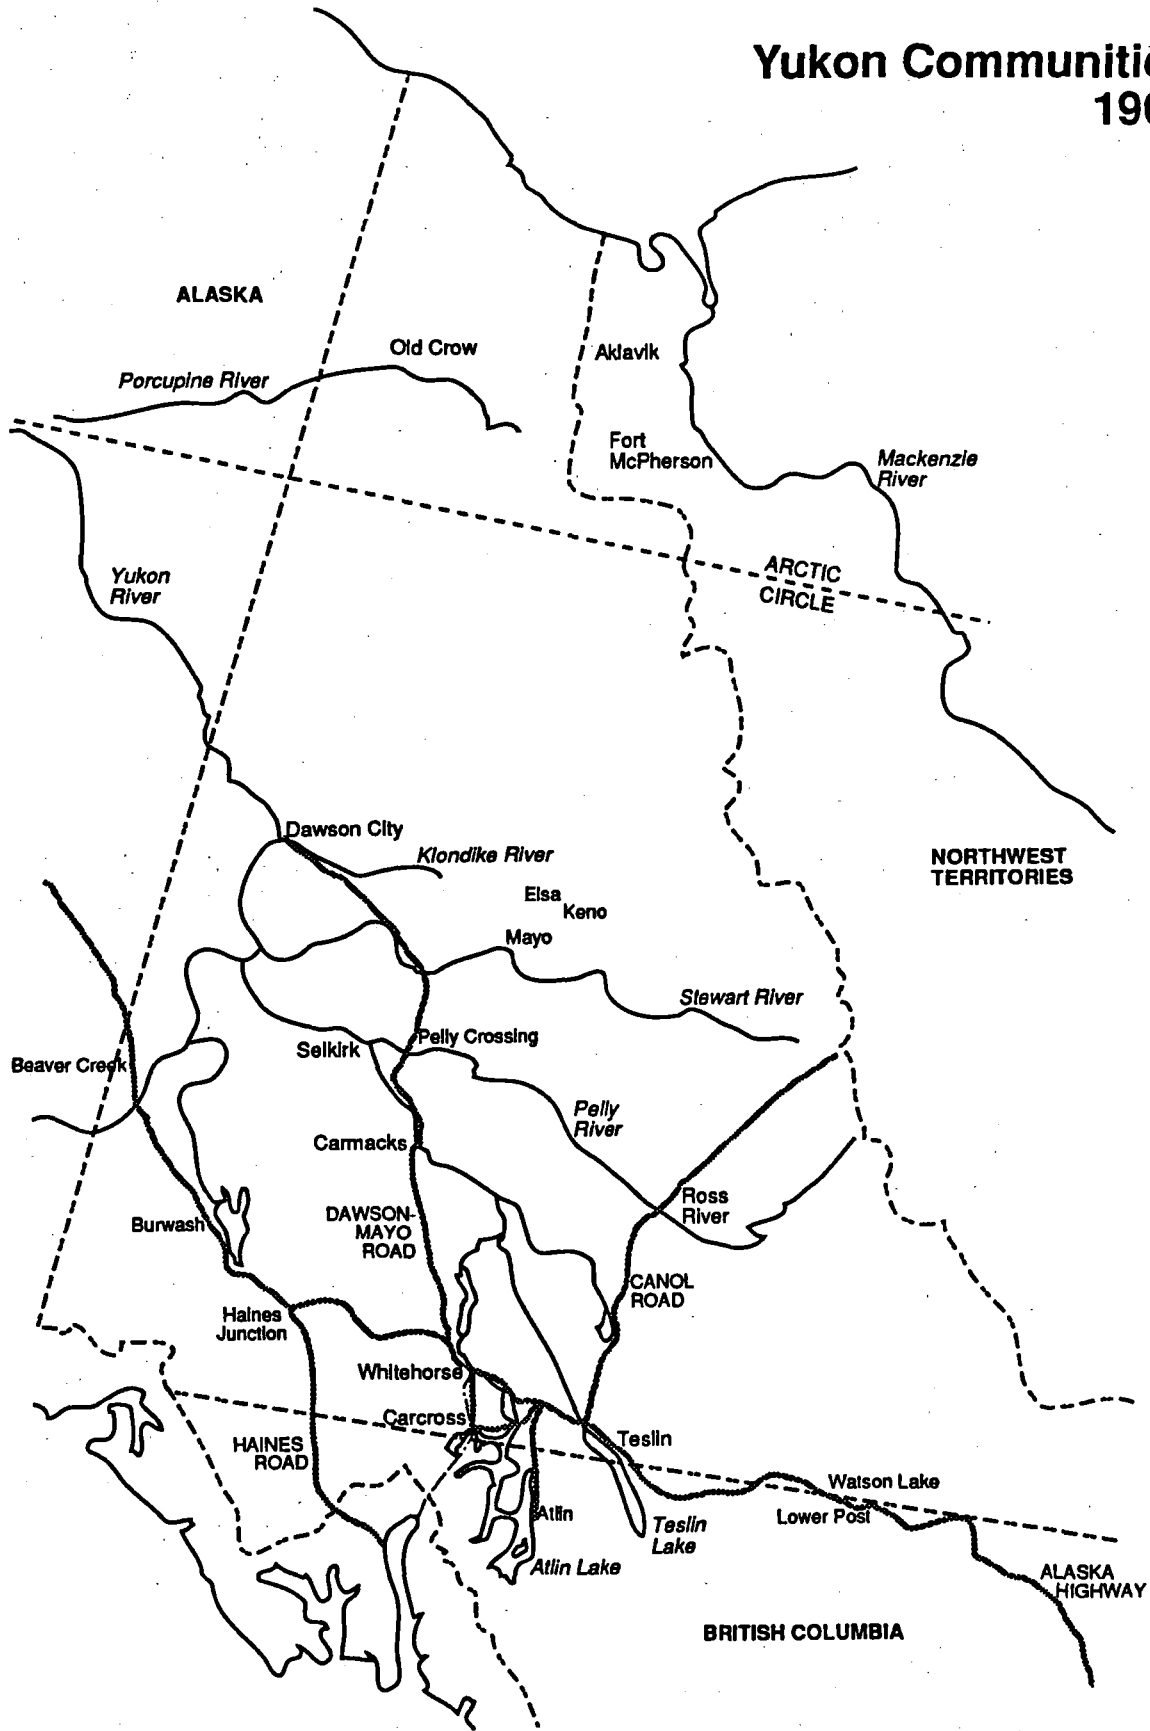 Yukon Communitie
190
ALASKA
Old Crow
Porcupine River
Aklavik
Fort
McPherson
Mackenzie
River
ARCTIC
CIRCLE
Yukon
River
Dawson City
Klondike River
NORTHWEST
TERRITORIES
Elsa
Keno
Mayo
Stewart River
Pelly Crossing
Selkirk
Beaver Creek
Pelly
River
Carmacks
Ross
River
Burwash
DAWSON-
MAYO
ROAD
CANOL
ROAD
Haines
Junction
Whitehorse
Carcross
HAINES
ROAD
Teslin
Watson Lake
Lower Post
Atlin
Teslin
Lake
Atlin Lake
ALASKA
HIGHWAY
BRITISH COLUMBIA